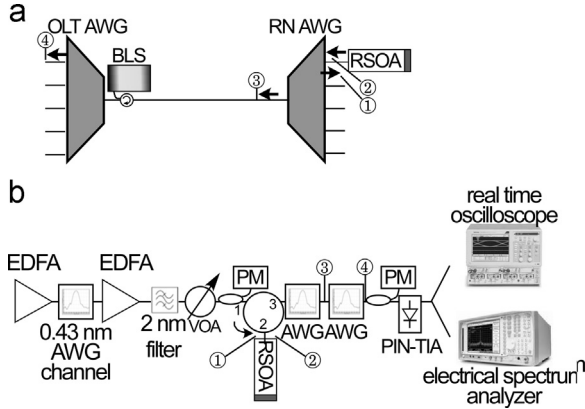 a
OLT AWG
RN AWG
④
BLS
③
RSOA
②
①
b
real time
oscilloscope
EDFA
EDFA
PM
③
④
PM
1
3
2
0.43 nm
AWG
channel
2 nm
filter
VOA
AWG AWG
PIN-TIA
①
RSOA
②
electrical spectrum
analyzer